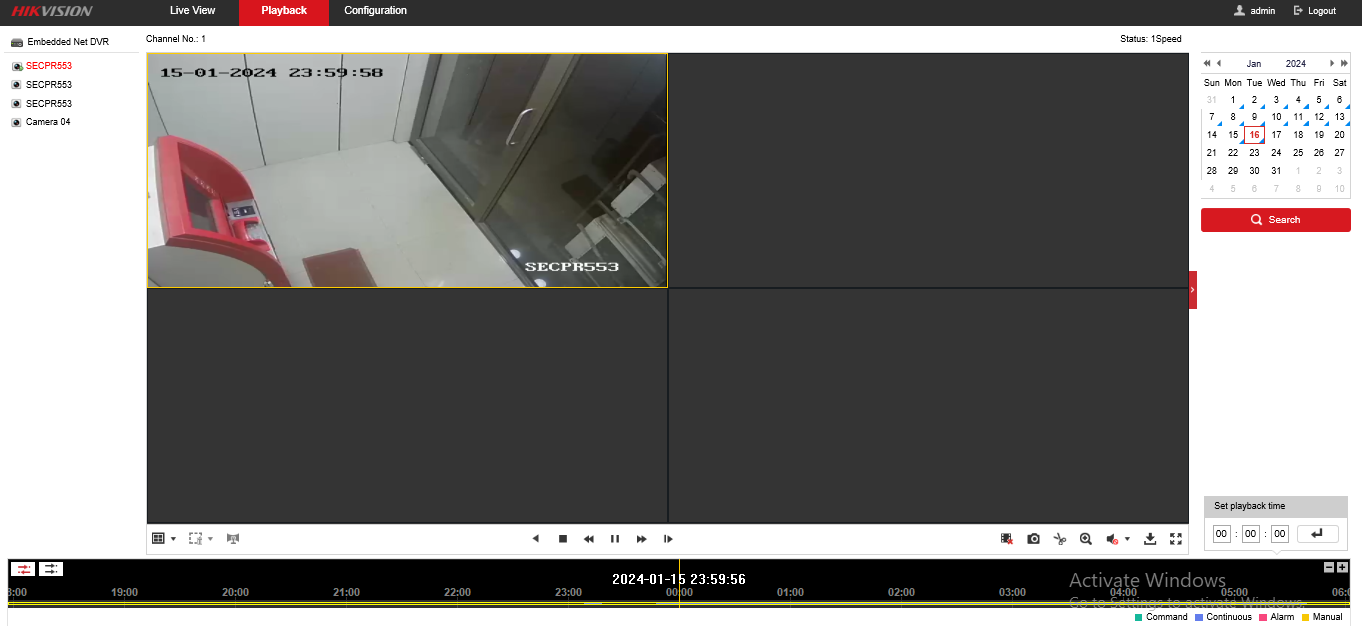 HIKVISION Live View Playback Configuration admin Logout
Embedded Net DVR
SECPR553
SECPR553
SECPR553
Camera 04
Channel No.: 1 Status: 1Speed
15-01-2024 23:59:58
SECPR553
Jan 2024
Sun Mon Tue Wed Thu Fri Sat
31 1 2 3 4 5 6
7 8 9 10 11 12 13
14 15 16 17 18 19 20
21 22 23 24 25 26 27
28 29 30 31 1 2 3
4 5 6 7 8 9 10
Search
Set playback time
00 : 00 : 00
2024-01-15 23:59:56
Activate Windows
8:00 19:00 20:00 21:00 22:00 23:00 00:00 01:00 02:00 03:00 04:00 05:00 06:0
Go to Settings to activate Windows.
Command Continuous Alarm Manual